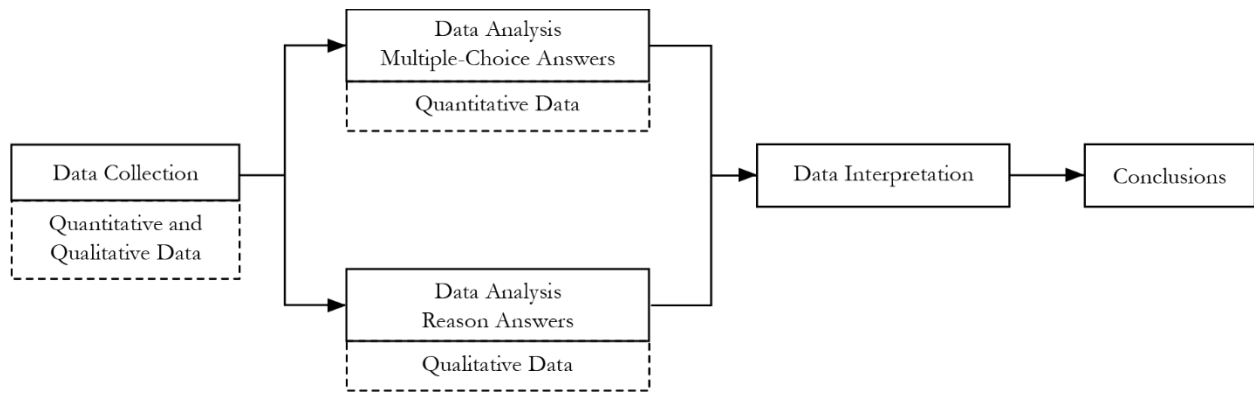 Data Collection
Quantitative and
Qualitative Data
Data Analysis
Multiple-Choice Answers
Quantitative Data
Data Analysis
Reason Answers
Qualitative Data
Data Interpretation
Conclusions